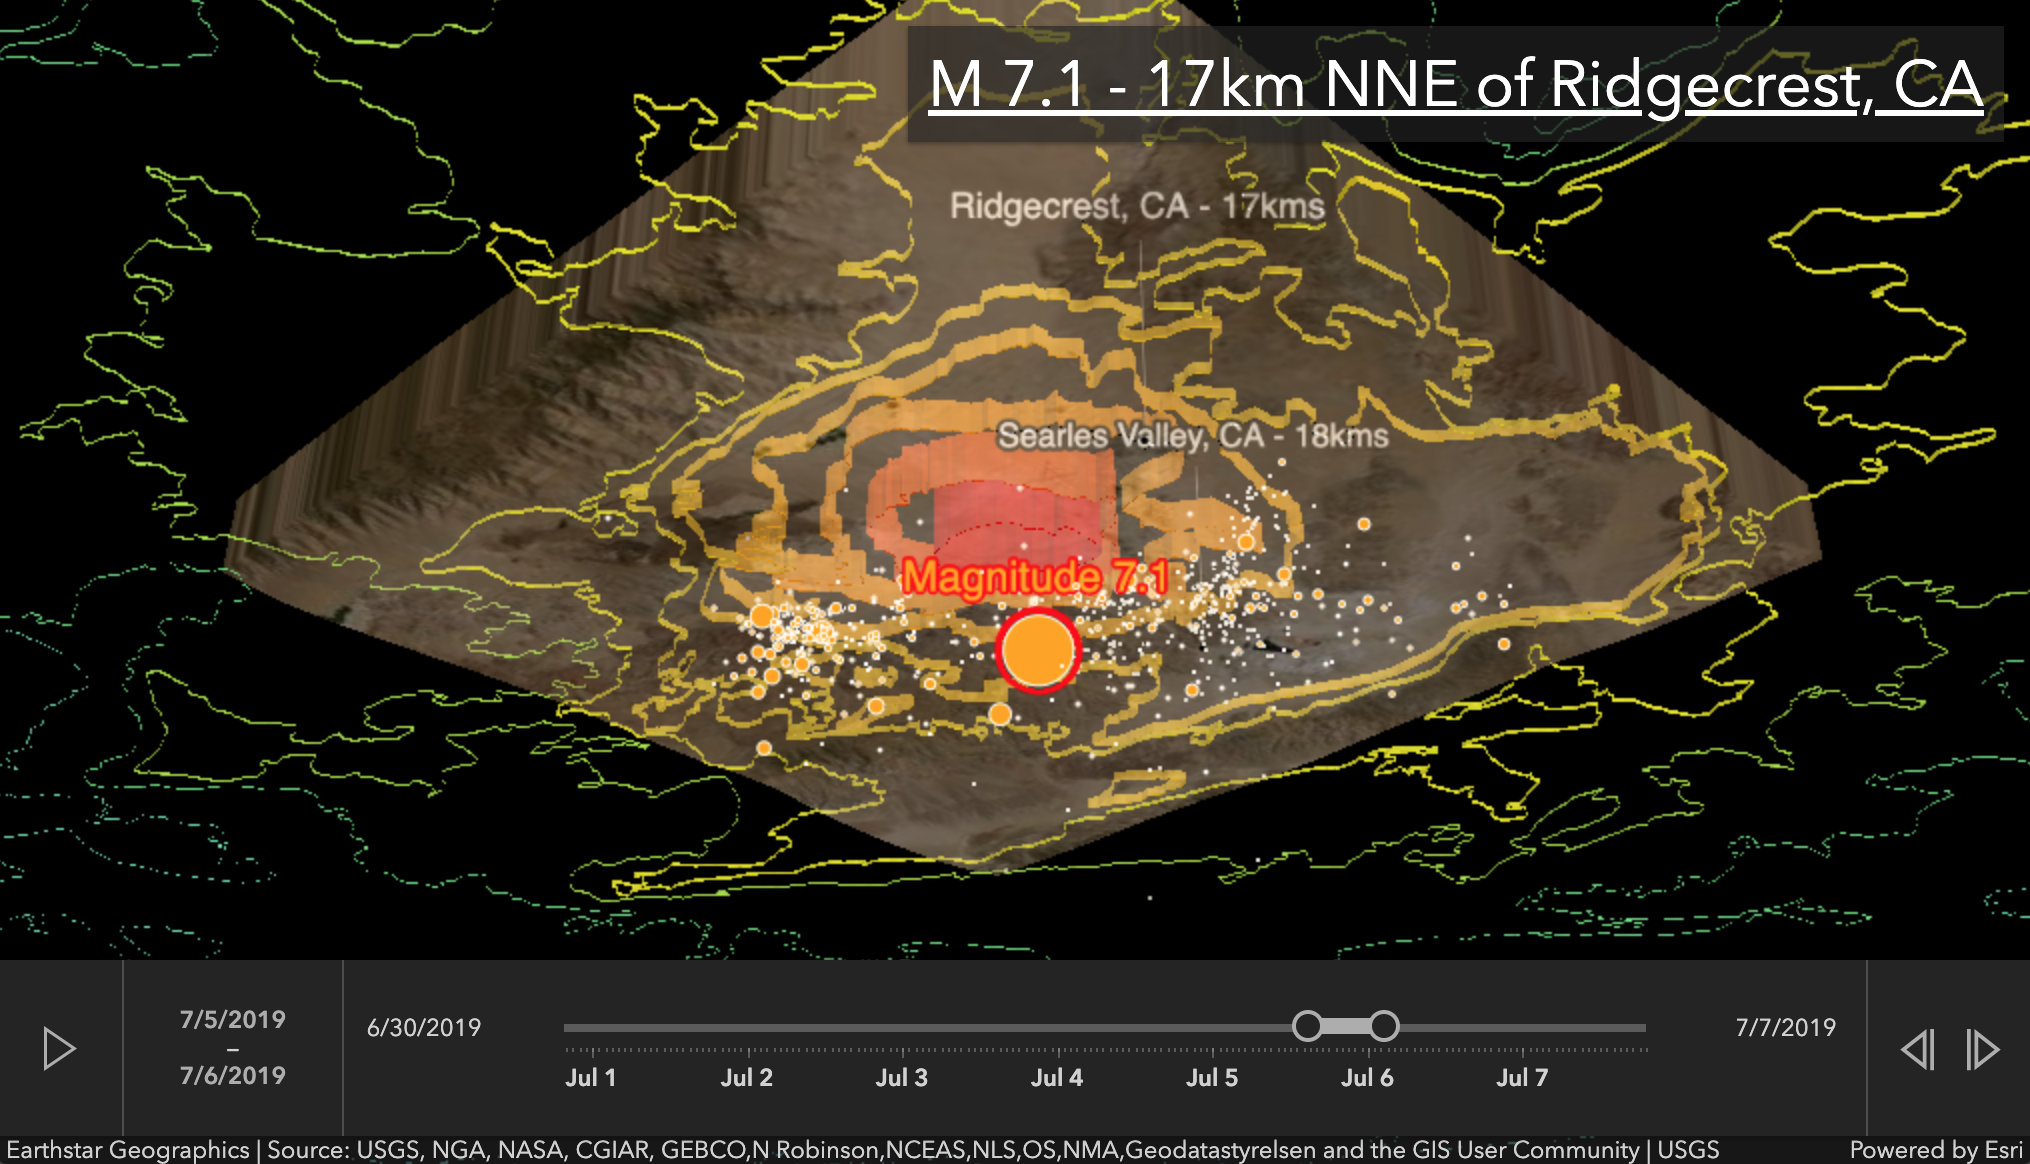 M 7.1 - 17km NNE of Ridgecrest, CA
Ridgecrest, CA - 17kms
Searles Valley, CA - 18kms
Magnitude 7.1
7/5/2019
–
7/6/2019
6/30/2019
7/7/2019
Jul 1
Jul 2
Jul 3
Jul 4
Jul 5
Jul 6
Jul 7
Earthstar Geographics | Source: USGS, NGA, NASA, CGIAR, GEBCO,N Robinson,NCEAS,NLS,OS,NMA,Geodatastyrelsen and the GIS User Community | USGS
Powered by Esri